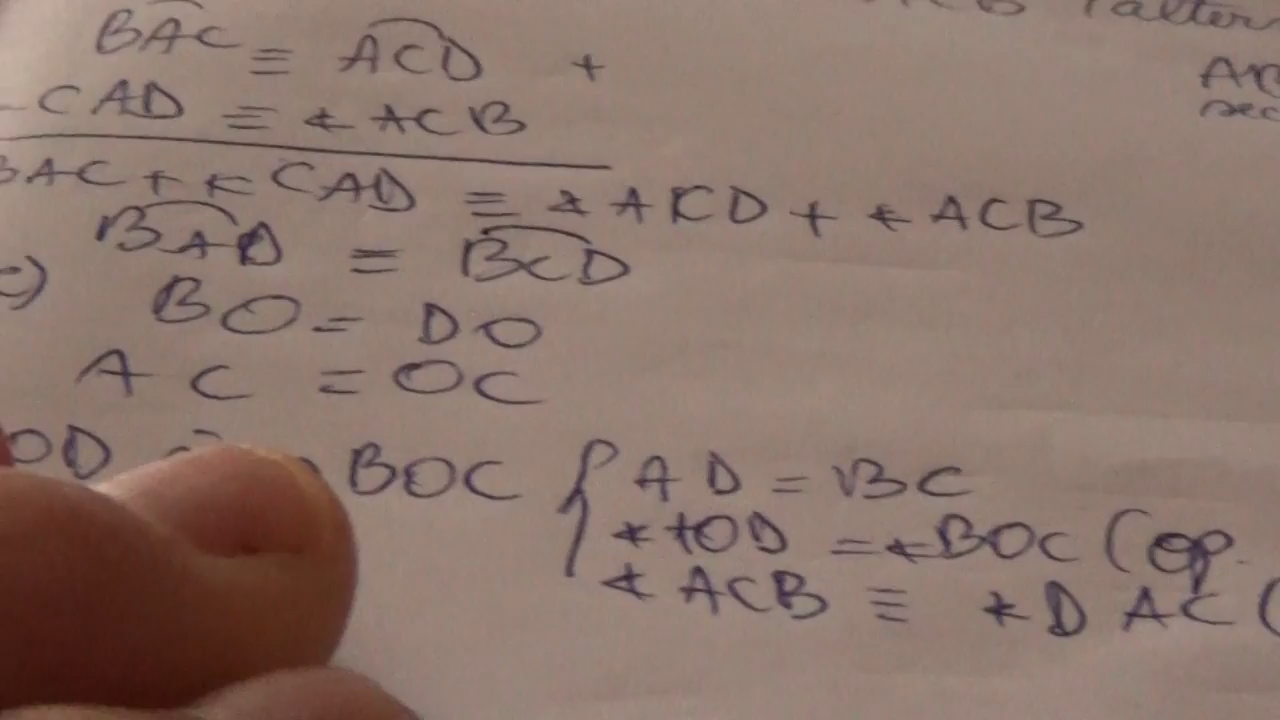 BAC ≡ ACD +
CAD ≡ ∢ ACB
BAC + ∢ CAD ≡ ∢ ACD + ∢ ACB
BAD ≡ BCD
c) BO = DO
AC = OC
OD BOC { AD = BC
∢ AOD = ∢ BOC (op.
∢ ACB ≡ ∢ DAC (